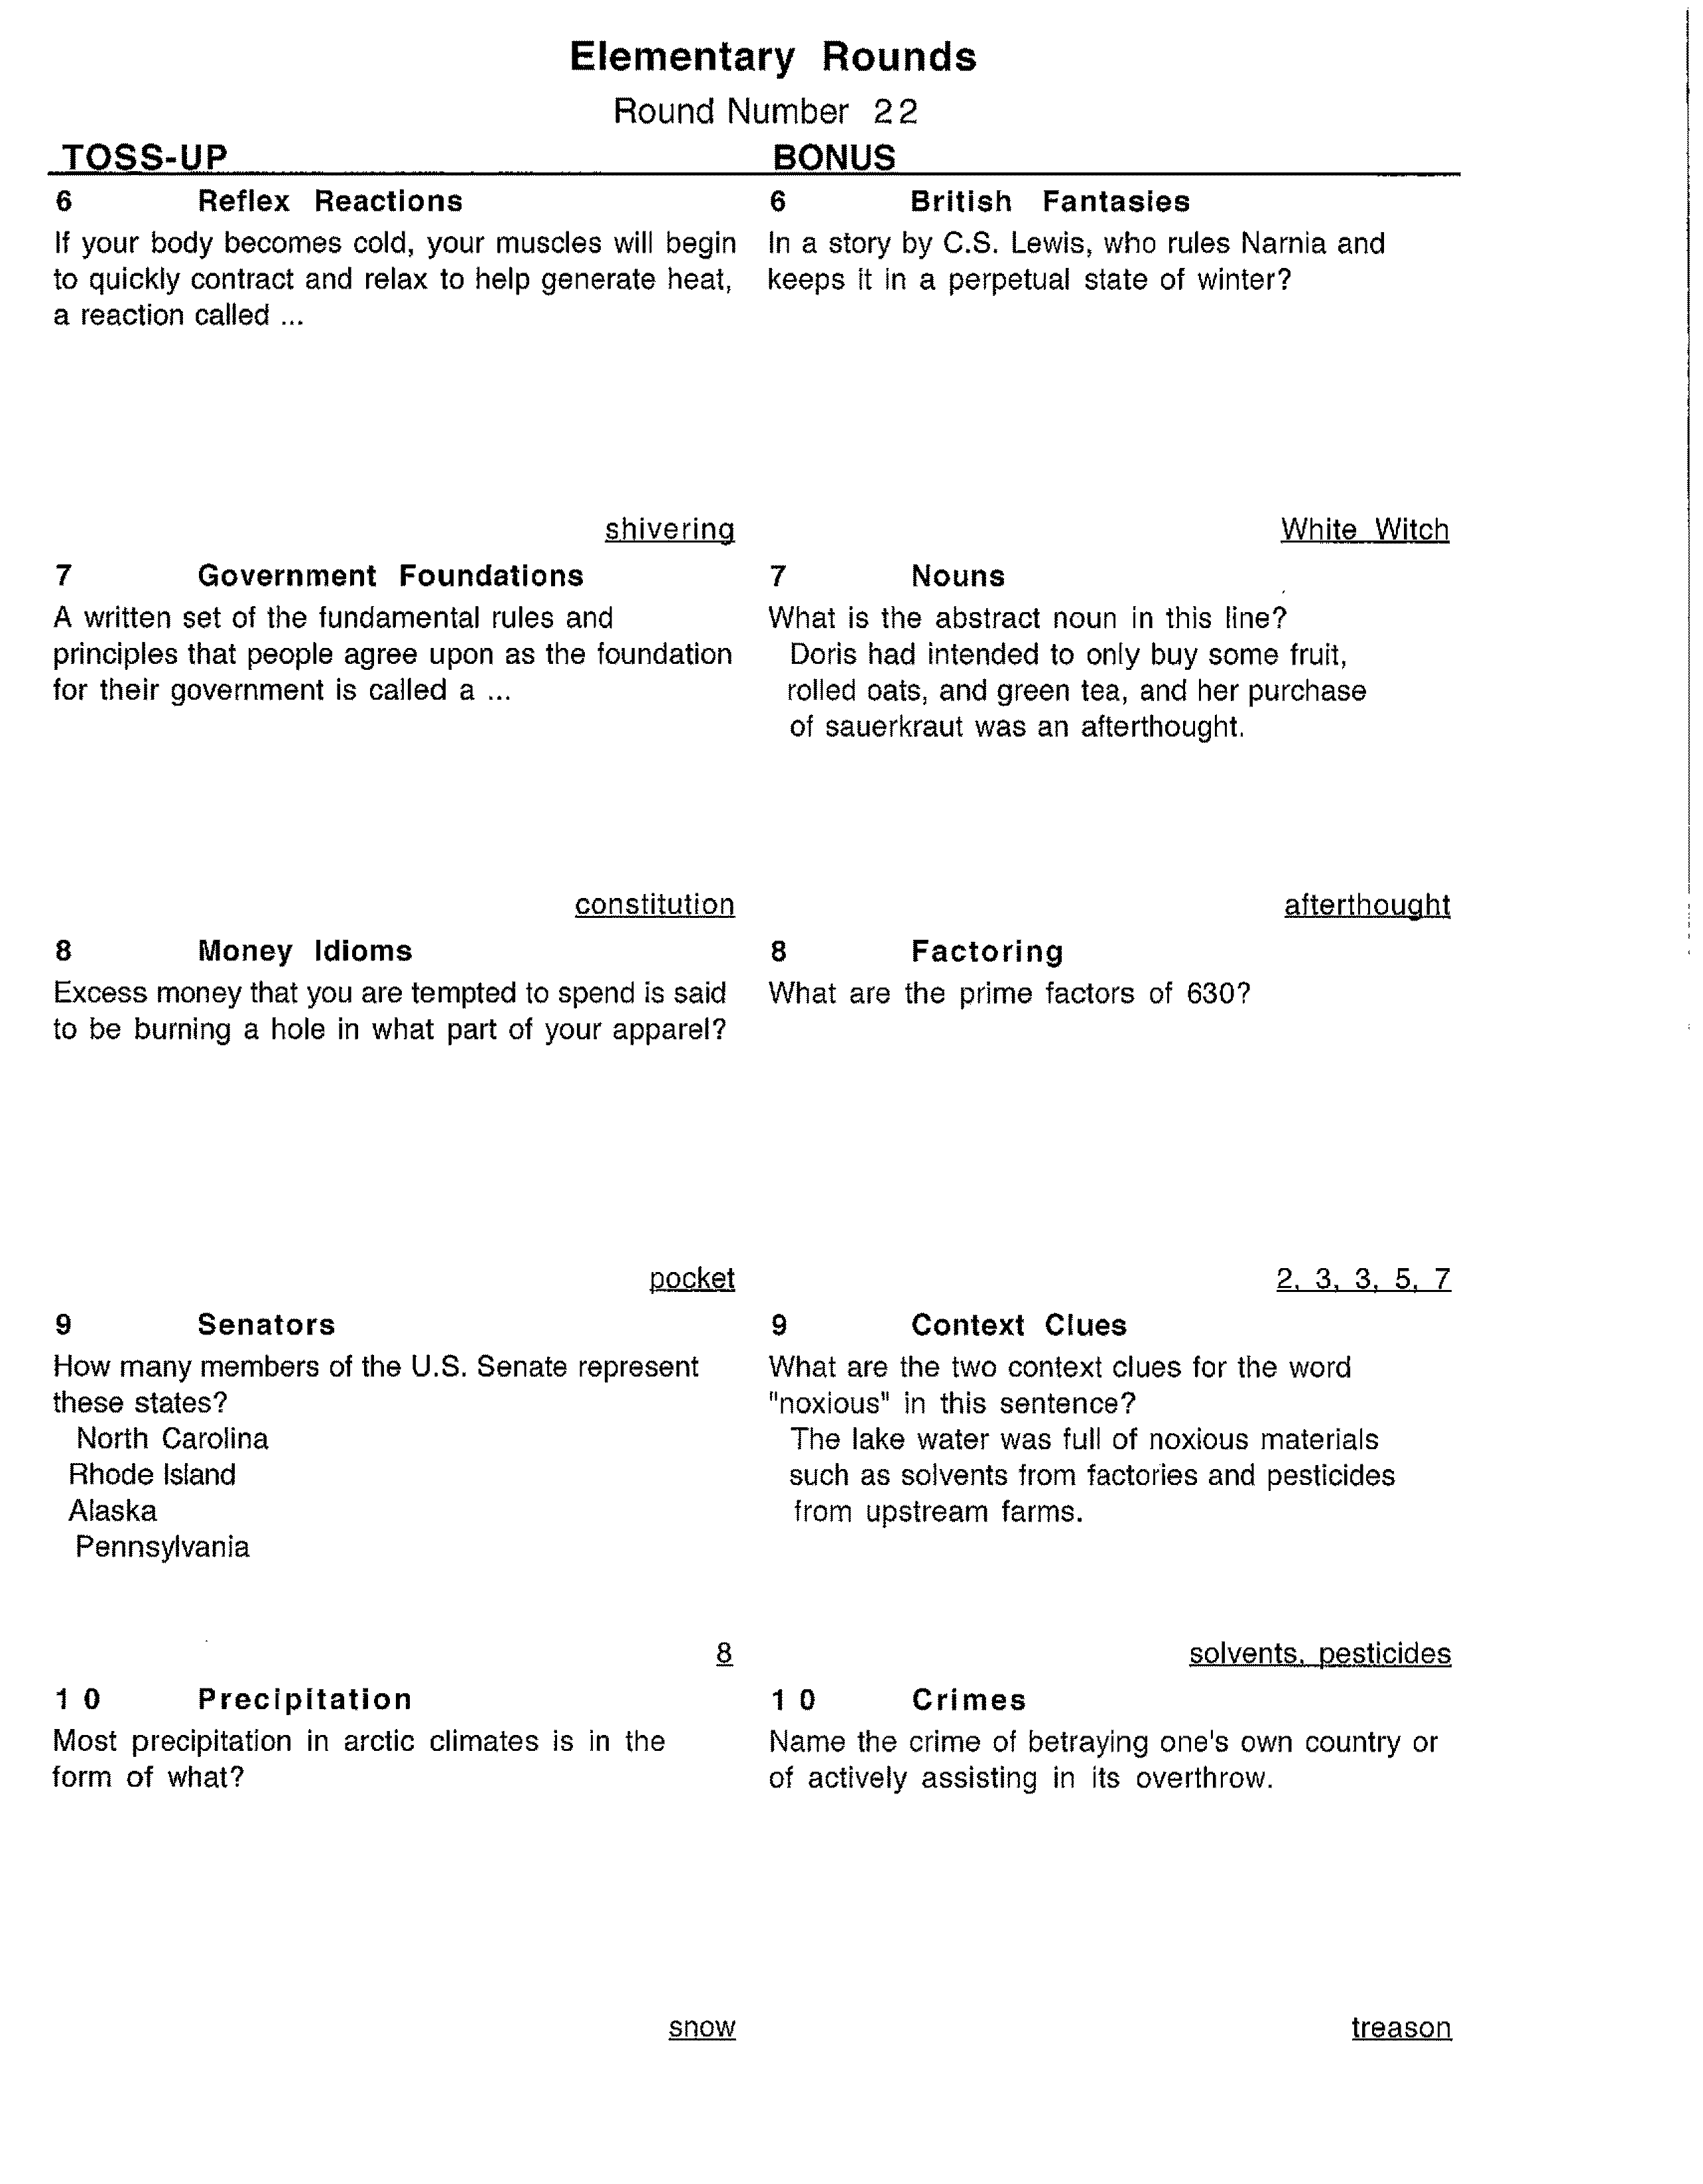 Elementary Rounds
Round Number 22
TOSS-UP
BONUS
6 Reflex Reactions
If your body becomes cold, your muscles will begin
to quickly contract and relax to help generate heat,
a reaction called ...
shivering
6 British Fantasies
In a story by C.S. Lewis, who rules Narnia and
keeps it in a perpetual state of winter?
White Witch
7 Government Foundations
A written set of the fundamental rules and
principles that people agree upon as the foundation
for their government is called a ...
constitution
7 Nouns
What is the abstract noun in this line?
Doris had intended to only buy some fruit,
rolled oats, and green tea, and her purchase
of sauerkraut was an afterthought.
afterthought
8 Money Idioms
Excess money that you are tempted to spend is said
to be burning a hole in what part of your apparel?
pocket
8 Factoring
What are the prime factors of 630?
2, 3, 3, 5, 7
9 Senators
How many members of the U.S. Senate represent
these states?
North Carolina
Rhode Island
Alaska
Pennsylvania
8
9 Context Clues
What are the two context clues for the word
"noxious" in this sentence?
The lake water was full of noxious materials
such as solvents from factories and pesticides
from upstream farms.
solvents, pesticides
10 Precipitation
Most precipitation in arctic climates is in the
form of what?
snow
10 Crimes
Name the crime of betraying one's own country or
of actively assisting in its overthrow.
treason